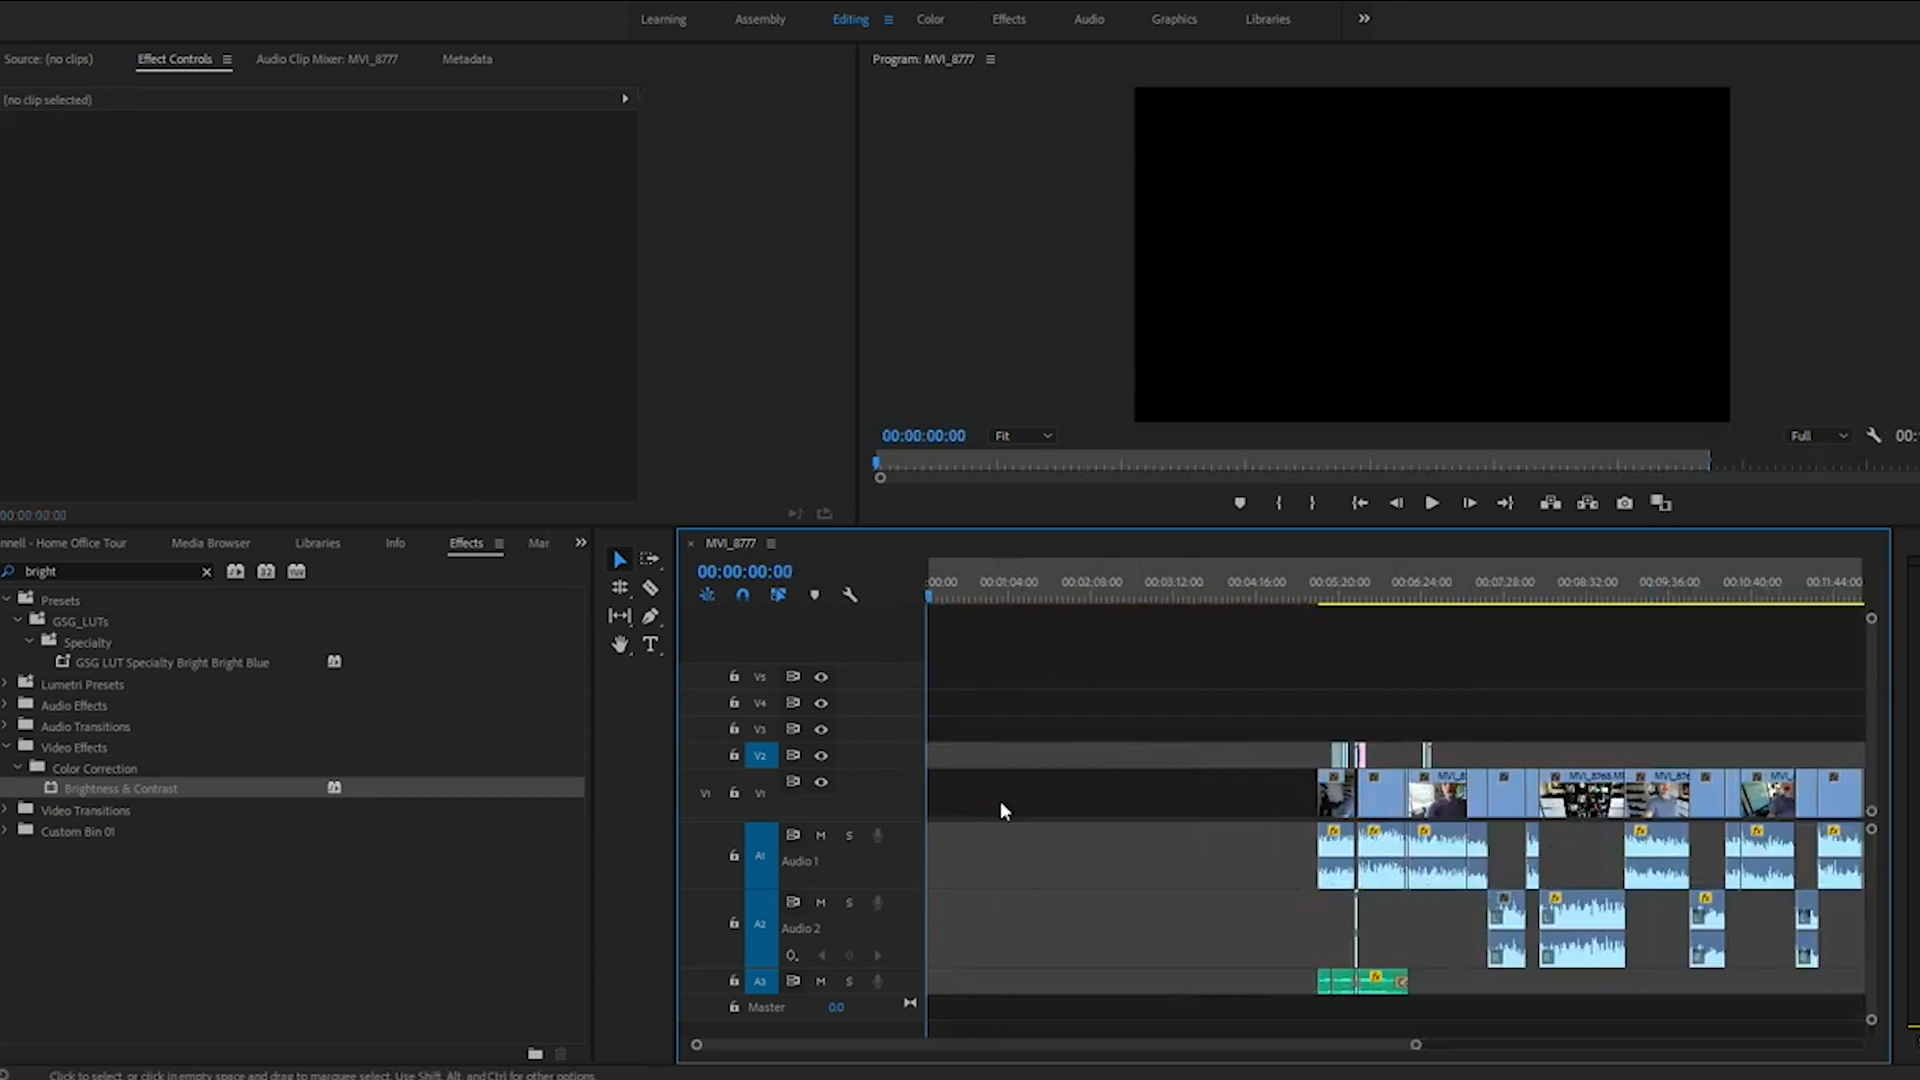 Learning Assembly Editing Color Effects Audio Graphics Libraries
Source: (no clips) Effect Controls Audio Clip Mixer: MVI_8777 Metadata
Program: MVI_8777
(no clip selected)
00:00:00:00 Fit Full 00:
00:00:00:00
nnell - Home Office Tour Media Browser Libraries Info Effects Mar
MVI_8777
bright
32
YUV
00:00:00:00
:00:00 00:01:04:00 00:02:08:00 00:03:12:00 00:04:16:00 00:05:20:00 00:06:24:00 00:07:28:00 00:08:32:00 00:09:36:00 00:10:40:00 00:11:44:00
Presets
GSG_LUTs
Specialty
GSG LUT Specialty Bright Bright Blue
Lumetri Presets
Audio Effects
Audio Transitions
Video Effects
Color Correction
Brightness & Contrast
Video Transitions
Custom Bin 01
V5
V4
V3
V2
V1 V1
MVI_8 MVI_8768.M MVI_876 MVI_
A1 M S
Audio 1
A2 M S
Audio 2
A3 M S
Master 0.0
Click to select, or click in empty space and drag to marquee select. Use Shift, Alt, and Ctrl for other options.